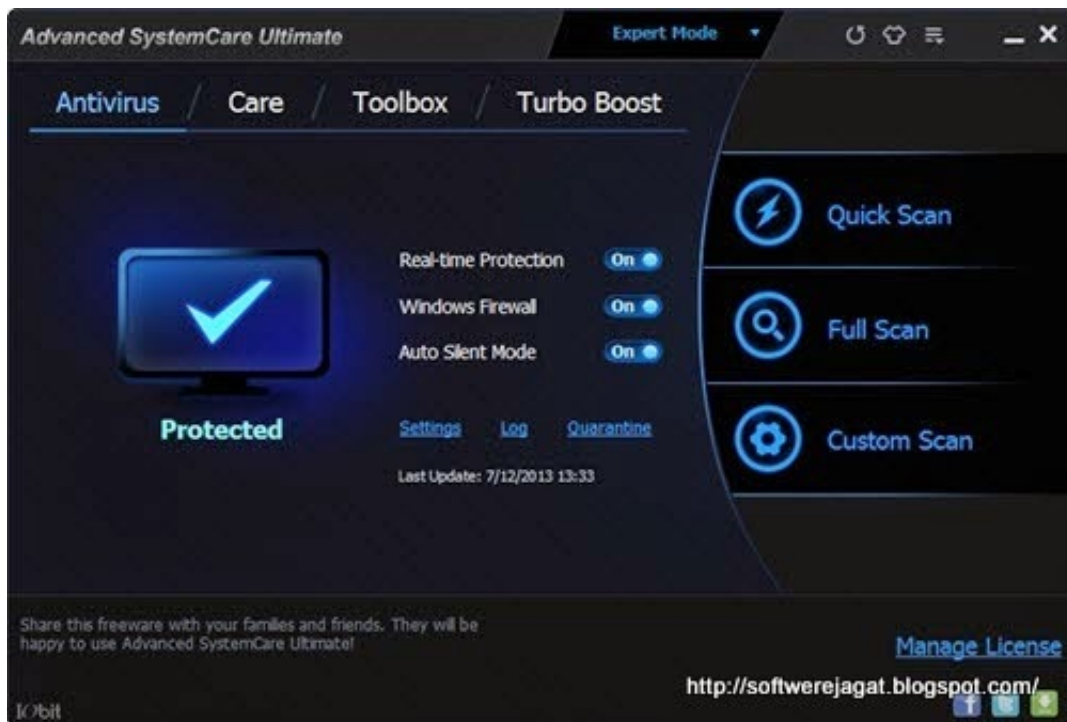 Advanced SystemCare Ultimate
Expert Mode
Antivirus / Care / Toolbox / Turbo Boost
Real-time Protection On
Windows Firewall On
Auto Silent Mode On
Protected
Settings Log Quarantine
Last Update: 7/12/2013 13:33
Quick Scan
Full Scan
Custom Scan
Share this freeware with your families and friends. They will be
happy to use Advanced SystemCare Ultimate!
Manage License
http://softwerejagat.blogspot.com/
IObit